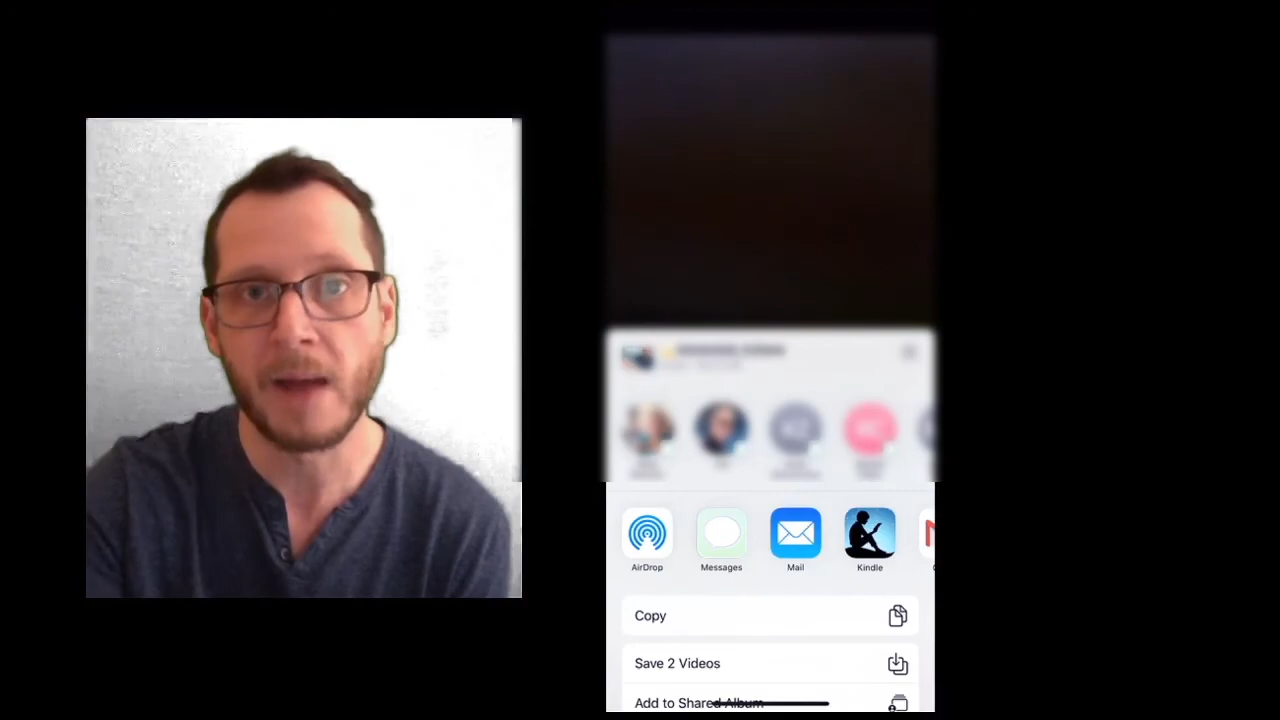 AirDrop
Messages
Mail
Kindle
Copy
Save 2 Videos
Add to Shared Album